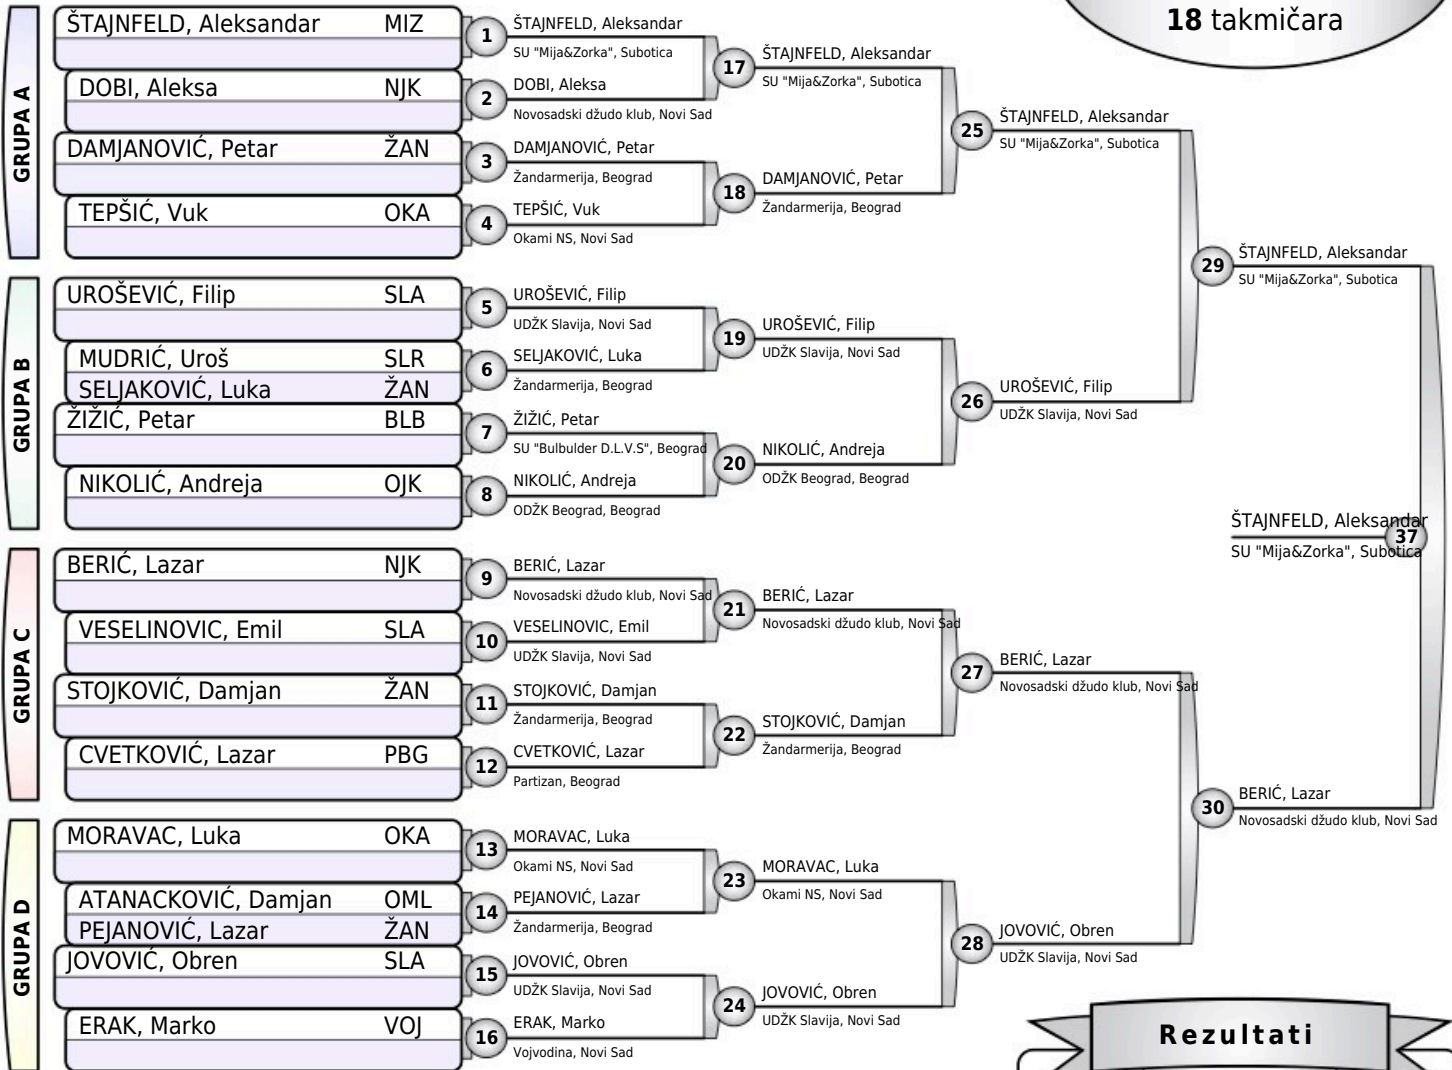 18 takmičara
GRUPA A
ŠTAJNFELD, Aleksandar MIZ
DOBI, Aleksa NJK
DAMJANOVIĆ, Petar ŽAN
TEPŠIĆ, Vuk OKA
GRUPA B
UROŠEVIĆ, Filip SLA
MUDRIĆ, Uroš SLR
SELJAKOVIĆ, Luka ŽAN
ŽIŽIĆ, Petar BLB
NIKOLIĆ, Andreja OJK
GRUPA C
BERIĆ, Lazar NJK
VESELINOVIC, Emil SLA
STOJKOVIĆ, Damjan ŽAN
CVETKOVIĆ, Lazar PBG
GRUPA D
MORAVAC, Luka OKA
ATANACKOVIĆ, Damjan OML
PEJANOVIĆ, Lazar ŽAN
JOVOVIĆ, Obren SLA
ERAK, Marko VOJ
1 ŠTAJNFELD, Aleksandar
SU "Mija&Zorka", Subotica
2 DOBI, Aleksa
Novosadski džudo klub, Novi Sad
3 DAMJANOVIĆ, Petar
Žandarmerija, Beograd
4 TEPŠIĆ, Vuk
Okami NS, Novi Sad
5 UROŠEVIĆ, Filip
UDŽK Slavija, Novi Sad
6 SELJAKOVIĆ, Luka
Žandarmerija, Beograd
7 ŽIŽIĆ, Petar
SU "Bulbulder D.L.V.S", Beograd
8 NIKOLIĆ, Andreja
ODŽK Beograd, Beograd
9 BERIĆ, Lazar
Novosadski džudo klub, Novi Sad
10 VESELINOVIC, Emil
UDŽK Slavija, Novi Sad
11 STOJKOVIĆ, Damjan
Žandarmerija, Beograd
12 CVETKOVIĆ, Lazar
Partizan, Beograd
13 MORAVAC, Luka
Okami NS, Novi Sad
14 PEJANOVIĆ, Lazar
Žandarmerija, Beograd
15 JOVOVIĆ, Obren
UDŽK Slavija, Novi Sad
16 ERAK, Marko
Vojvodina, Novi Sad
17 ŠTAJNFELD, Aleksandar
SU "Mija&Zorka", Subotica
18 DAMJANOVIĆ, Petar
Žandarmerija, Beograd
19 UROŠEVIĆ, Filip
UDŽK Slavija, Novi Sad
20 NIKOLIĆ, Andreja
ODŽK Beograd, Beograd
21 BERIĆ, Lazar
Novosadski džudo klub, Novi Sad
22 STOJKOVIĆ, Damjan
Žandarmerija, Beograd
23 MORAVAC, Luka
Okami NS, Novi Sad
24 JOVOVIĆ, Obren
UDŽK Slavija, Novi Sad
25 ŠTAJNFELD, Aleksandar
SU "Mija&Zorka", Subotica
26 UROŠEVIĆ, Filip
UDŽK Slavija, Novi Sad
27 BERIĆ, Lazar
Novosadski džudo klub, Novi Sad
28 JOVOVIĆ, Obren
UDŽK Slavija, Novi Sad
29 ŠTAJNFELD, Aleksandar
SU "Mija&Zorka", Subotica
30 BERIĆ, Lazar
Novosadski džudo klub, Novi Sad
ŠTAJNFELD, Aleksandar
37
SU "Mija&Zorka", Subotica
Rezultati